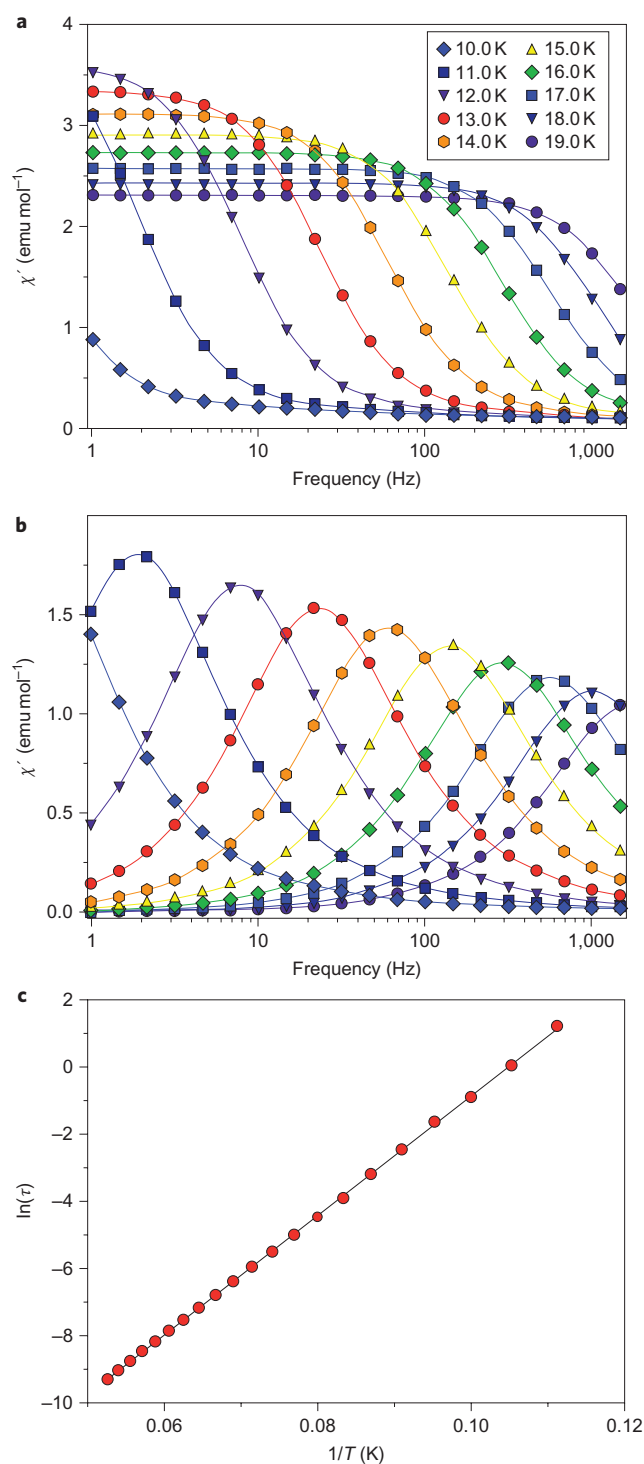 a
4
3
2
1
0
χ′ (emu mol⁻¹)
10.0 K 15.0 K
11.0 K 16.0 K
12.0 K 17.0 K
13.0 K 18.0 K
14.0 K 19.0 K
1 10 100 1,000
Frequency (Hz)
b
1.5
1.0
0.5
0.0
χ′ (emu mol⁻¹)
1 10 100 1,000
Frequency (Hz)
c
2
0
−2
−4
−6
−8
−10
ln(τ)
0.06 0.08 0.10 0.12
1/T (K)